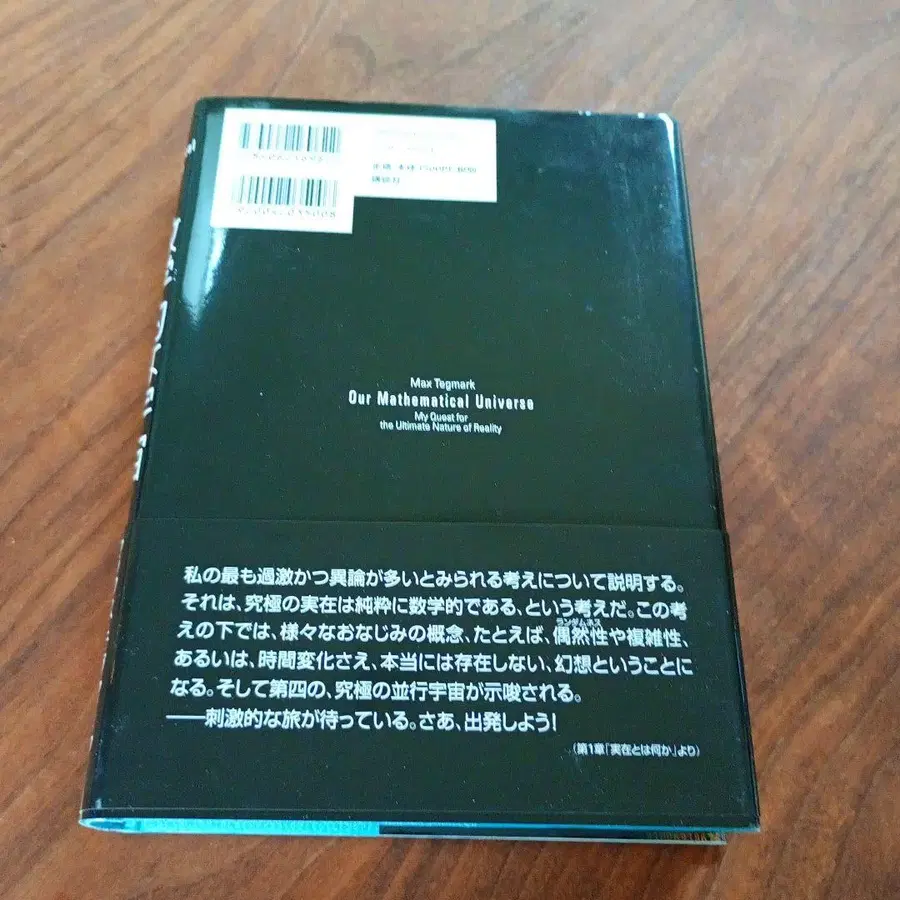 講談社
Max Tegmark
Our Mathematical Universe
My Quest for
the Ultimate Nature of Reality
私の最も過激かつ異論が多いとみられる考えについて説明する。
それは、究極の実在は純粋に数学的である、という考えだ。この考
ランダムネス
えの下では、様々なおなじみの概念、たとえば、偶然性や複雑性、
あるいは、時間変化さえ、本当には存在しない、幻想ということに
なる。そして第四の、究極の並行宇宙が示唆される。
——刺激的な旅が待っている。さあ、出発しよう!
(第1章「実在とは何か」より)